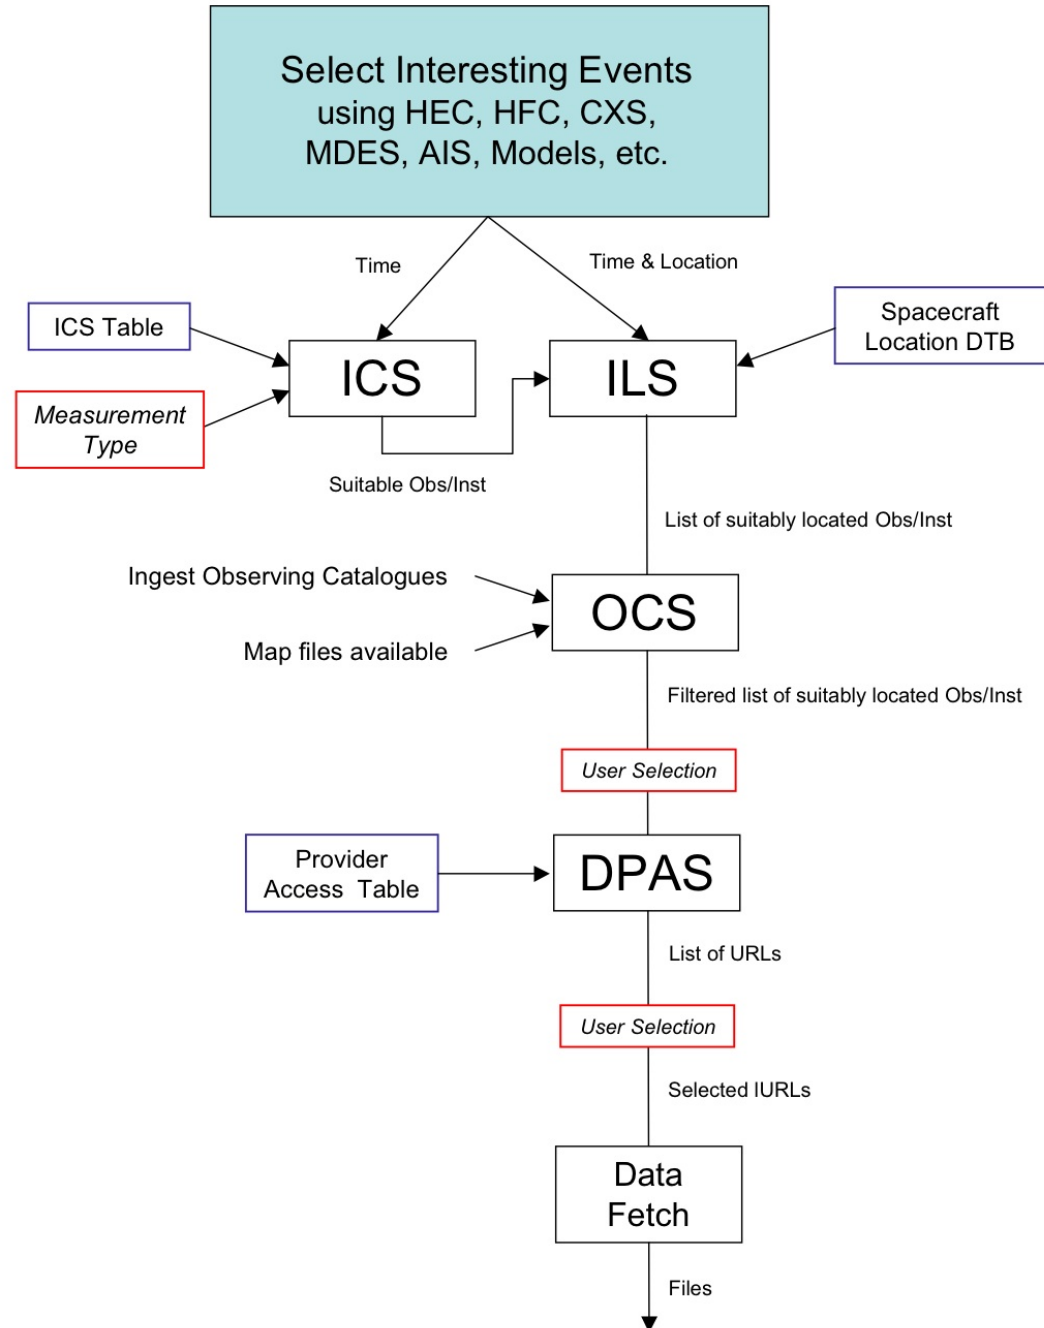 Select Interesting Events
using HEC, HFC, CXS,
MDES, AIS, Models, etc.
Time
Time & Location
ICS Table
Spacecraft
Location DTB
ICS
ILS
Measurement
Type
Suitable Obs/Inst
List of suitably located Obs/Inst
Ingest Observing Catalogues
OCS
Map files available
Filtered list of suitably located Obs/Inst
User Selection
Provider
Access Table
DPAS
List of URLs
User Selection
Selected lURLs
Data
Fetch
Files